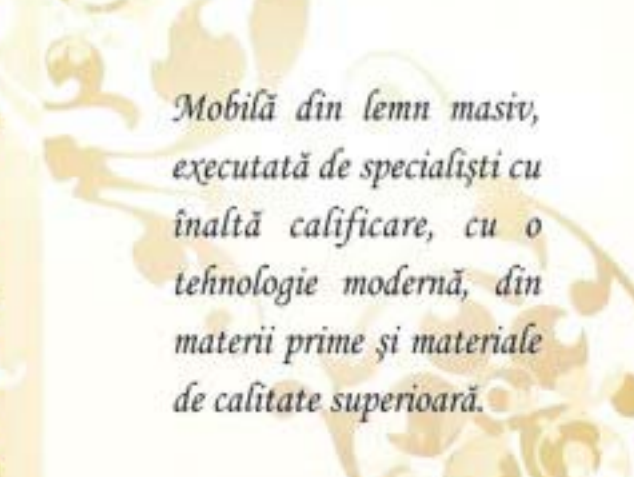 Mobilă din lemn masiv,
executată de specialiști cu
înaltă calificare, cu o
tehnologie modernă, din
materii prime și materiale
de calitate superioară.